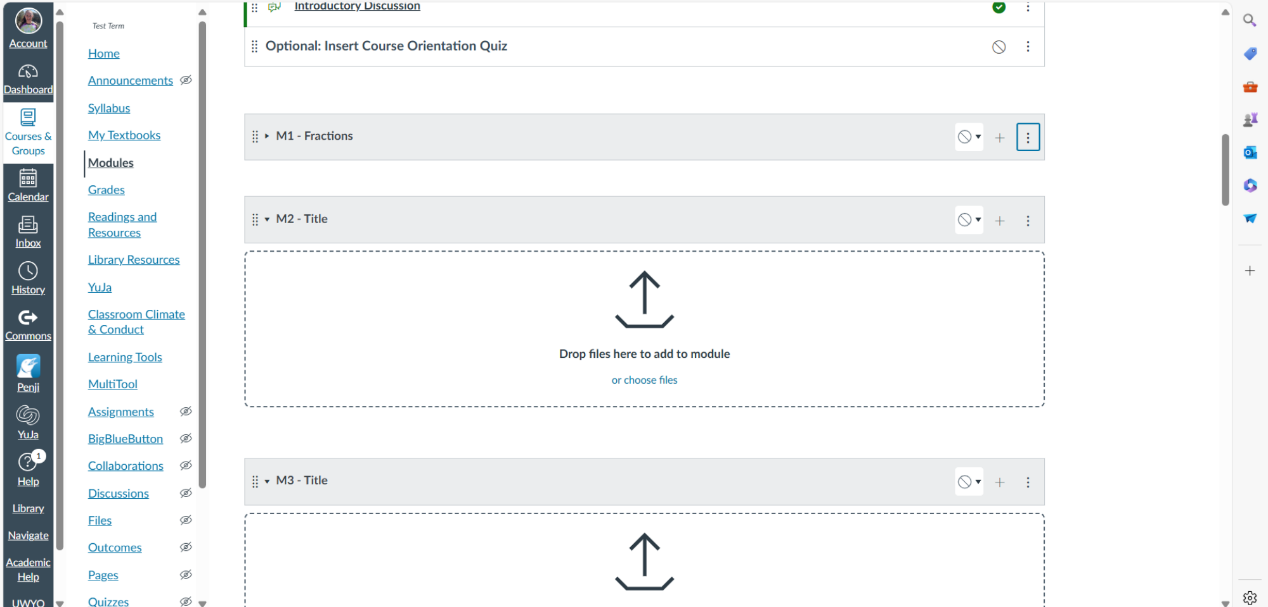 Account
Dashboard
Courses &
Groups
Calendar
Inbox
History
Commons
Penji
YuJa
1
Help
Library
Navigate
Academic
Help
UWYO
Test Term
Home
Announcements
Syllabus
My Textbooks
Modules
Grades
Readings and
Resources
Library Resources
YuJa
Classroom Climate
& Conduct
Learning Tools
MultiTool
Assignments
BigBlueButton
Collaborations
Discussions
Files
Outcomes
Pages
Quizzes
Introductory Discussion
Optional: Insert Course Orientation Quiz
M1 - Fractions
M2 - Title
Drop files here to add to module
or choose files
M3 - Title